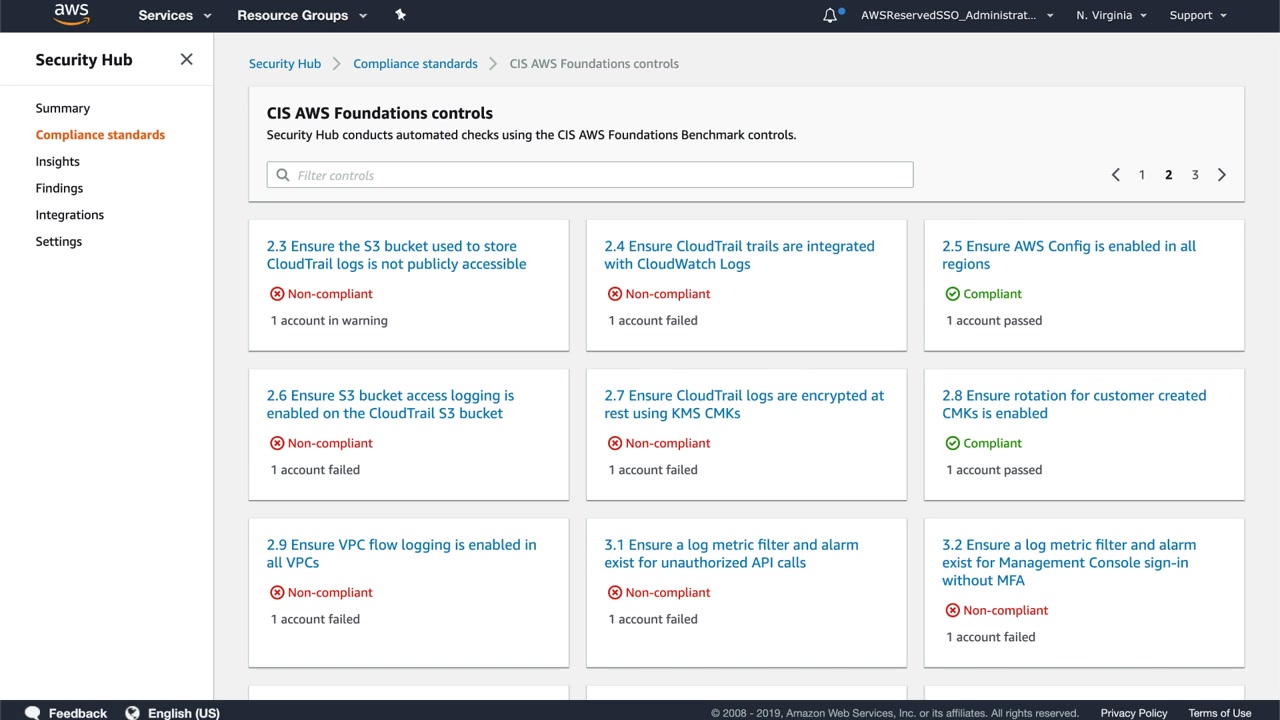 aws
Services
Resource Groups
AWSReservedSSO_Administrat...
N. Virginia
Support
Security Hub
Summary
Compliance standards
Insights
Findings
Integrations
Settings
Security Hub
Compliance standards
CIS AWS Foundations controls
CIS AWS Foundations controls
Security Hub conducts automated checks using the CIS AWS Foundations Benchmark controls.
Filter controls
1 2 3
2.3 Ensure the S3 bucket used to store
CloudTrail logs is not publicly accessible
Non-compliant
1 account in warning
2.4 Ensure CloudTrail trails are integrated
with CloudWatch Logs
Non-compliant
1 account failed
2.5 Ensure AWS Config is enabled in all
regions
Compliant
1 account passed
2.6 Ensure S3 bucket access logging is
enabled on the CloudTrail S3 bucket
Non-compliant
1 account failed
2.7 Ensure CloudTrail logs are encrypted at
rest using KMS CMKs
Non-compliant
1 account failed
2.8 Ensure rotation for customer created
CMKs is enabled
Compliant
1 account passed
2.9 Ensure VPC flow logging is enabled in
all VPCs
Non-compliant
1 account failed
3.1 Ensure a log metric filter and alarm
exist for unauthorized API calls
Non-compliant
1 account failed
3.2 Ensure a log metric filter and alarm
exist for Management Console sign-in
without MFA
Non-compliant
1 account failed
Feedback
English (US)
© 2008 - 2019, Amazon Web Services, Inc. or its affiliates. All rights reserved.
Privacy Policy
Terms of Use